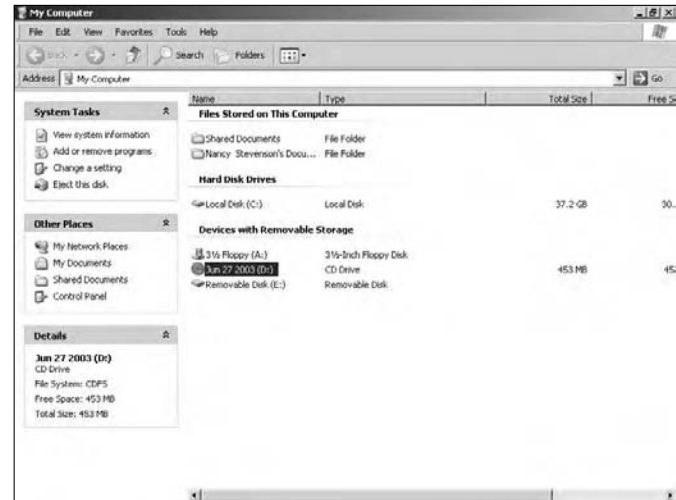 My Computer
File Edit View Favorites Tools Help
Back Search Folders
Address My Computer Go
Name Type Total Size Free S
System Tasks
View system information
Add or remove programs
Change a setting
Eject this disk
Other Places
My Network Places
My Documents
Shared Documents
Control Panel
Details
Jun 27 2003 (D:)
CD Drive
File System: CDFS
Free Space: 453 MB
Total Size: 453 MB
Files Stored on This Computer
Shared Documents File Folder
Nancy Stevenson's Docu... File Folder
Hard Disk Drives
Local Disk (C:) Local Disk 37.2 GB 30..
Devices with Removable Storage
3½ Floppy (A:) 3½-Inch Floppy Disk
Jun 27 2003 (D:) CD Drive 453 MB 45
Removable Disk (E:) Removable Disk